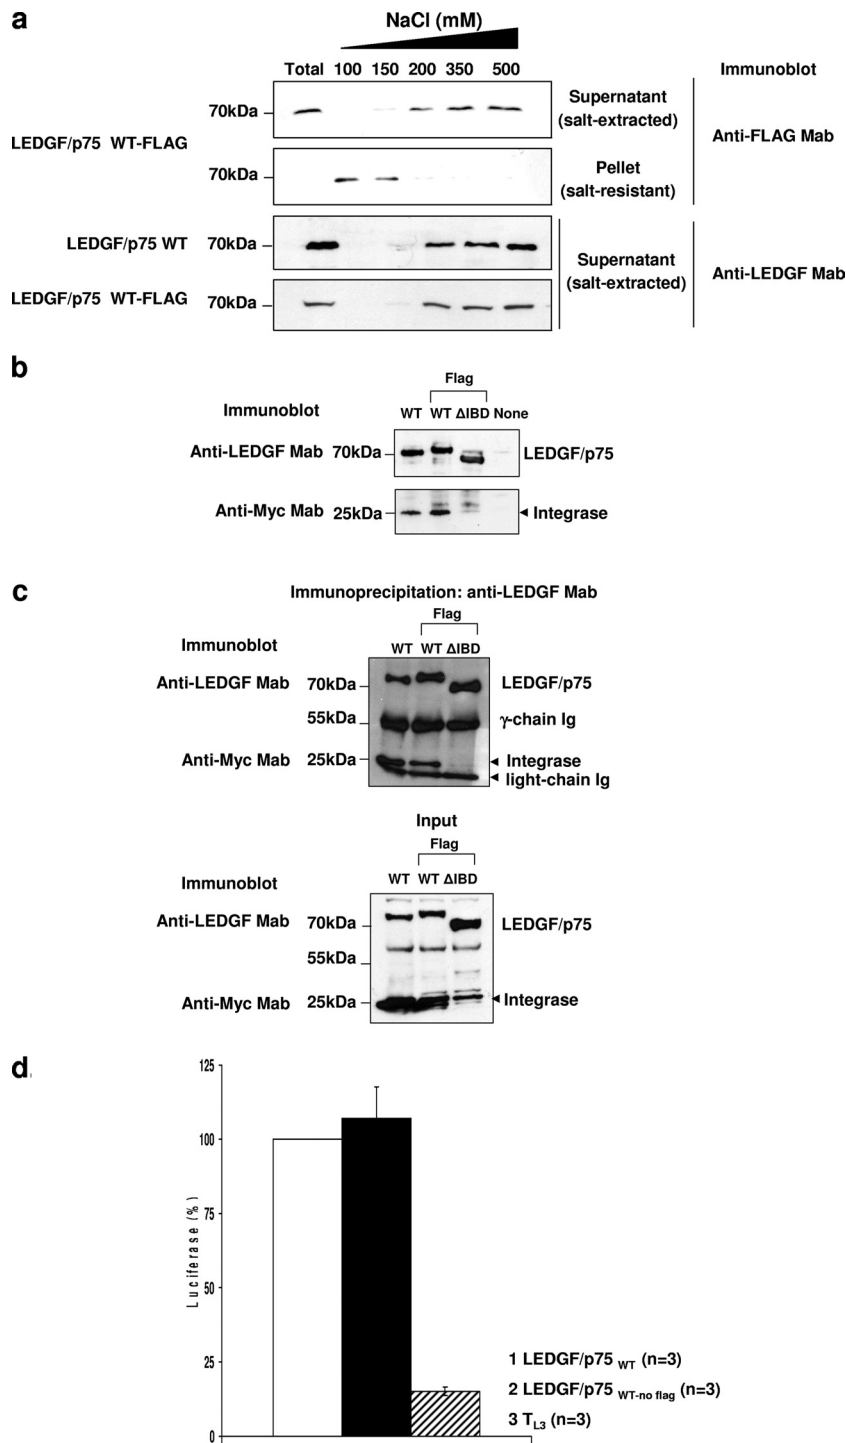 a
NaCl (mM)
Total 100 150 200 350 500
Immunoblot
LEDGF/p75 WT-FLAG
70kDa
Supernatant
(salt-extracted)
Anti-FLAG Mab
70kDa
Pellet
(salt-resistant)
LEDGF/p75 WT
70kDa
Supernatant
(salt-extracted)
Anti-LEDGF Mab
LEDGF/p75 WT-FLAG
70kDa
b
Flag
Immunoblot
WT WT ΔIBD None
Anti-LEDGF Mab 70kDa LEDGF/p75
Anti-Myc Mab 25kDa Integrase
c
Immunoprecipitation: anti-LEDGF Mab
Flag
Immunoblot
WT WT ΔIBD
Anti-LEDGF Mab 70kDa LEDGF/p75
55kDa γ-chain Ig
Anti-Myc Mab 25kDa Integrase
light-chain Ig
Input
Flag
Immunoblot
WT WT ΔIBD
Anti-LEDGF Mab 70kDa LEDGF/p75
55kDa
Anti-Myc Mab 25kDa Integrase
d
125
100
75
50
25
0
Luciferase (%)
1 LEDGF/p75 WT (n=3)
2 LEDGF/p75 WT-no flag (n=3)
3 TL3 (n=3)